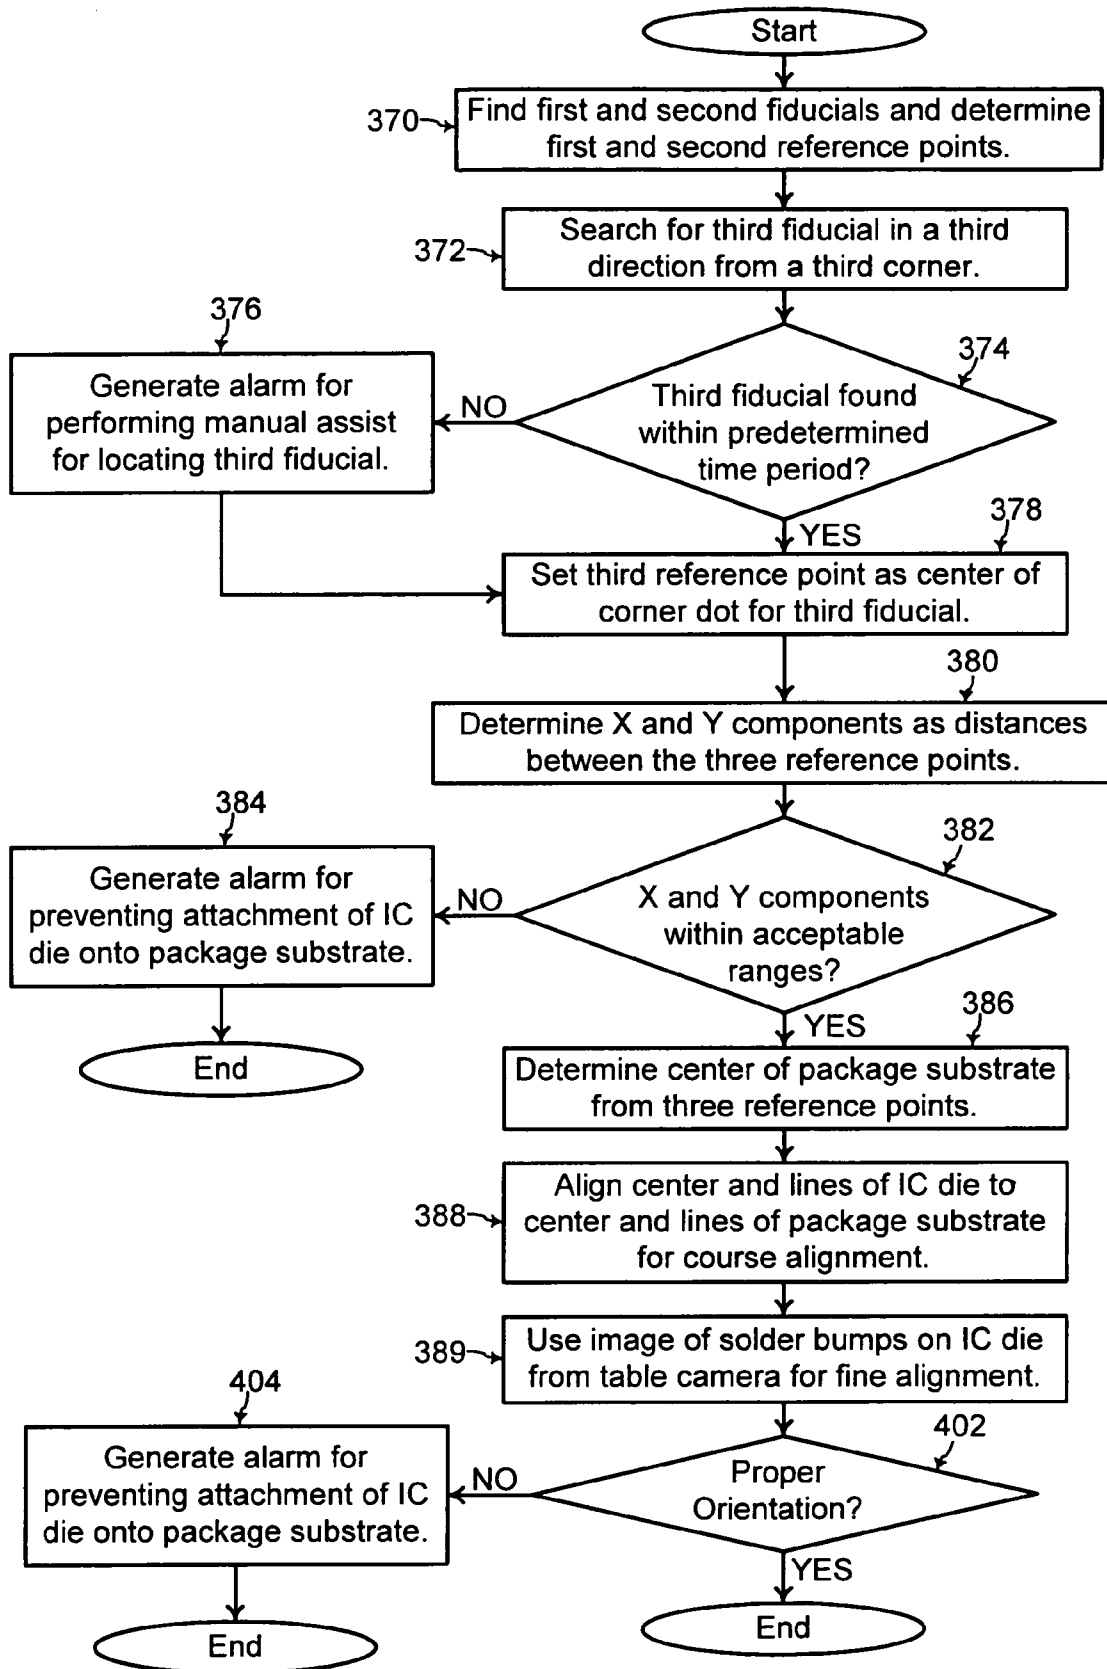 Start
370
Find first and second fiducials and determine
first and second reference points.
372
Search for third fiducial in a third
direction from a third corner.
376
374
Generate alarm for
performing manual assist
for locating third fiducial.
NO
Third fiducial found
within predetermined
time period?
YES
378
Set third reference point as center of
corner dot for third fiducial.
380
Determine X and Y components as distances
between the three reference points.
384
382
Generate alarm for
preventing attachment of IC
die onto package substrate.
NO
X and Y components
within acceptable
ranges?
YES
386
End
Determine center of package substrate
from three reference points.
388
Align center and lines of IC die to
center and lines of package substrate
for course alignment.
389
Use image of solder bumps on IC die
from table camera for fine alignment.
404
402
Generate alarm for
preventing attachment of IC
die onto package substrate.
NO
Proper
Orientation?
YES
End
End